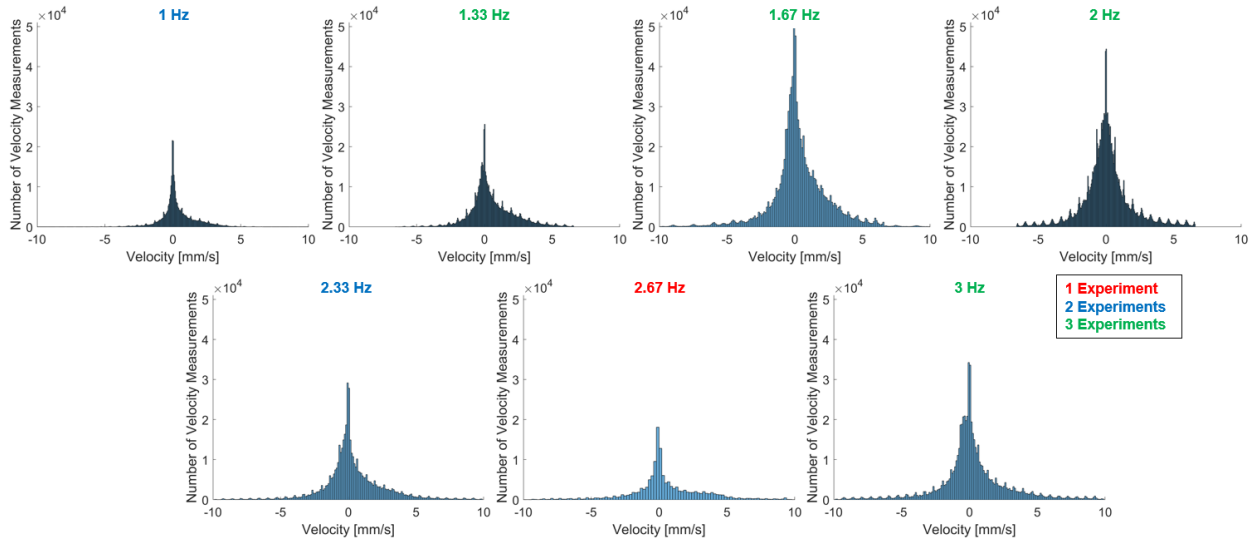 1 Hz
×10⁴
Number of Velocity Measurements
5
4
3
2
1
0
-10 -5 0 5 10
Velocity [mm/s]
1.33 Hz
×10⁴
Number of Velocity Measurements
5
4
3
2
1
0
-10 -5 0 5 10
Velocity [mm/s]
1.67 Hz
×10⁴
Number of Velocity Measurements
5
4
3
2
1
0
-10 -5 0 5 10
Velocity [mm/s]
2 Hz
×10⁴
Number of Velocity Measurements
5
4
3
2
1
0
-10 -5 0 5 10
Velocity [mm/s]
2.33 Hz
×10⁴
Number of Velocity Measurements
5
4
3
2
1
0
-10 -5 0 5 10
Velocity [mm/s]
2.67 Hz
×10⁴
Number of Velocity Measurements
5
4
3
2
1
0
-10 -5 0 5 10
Velocity [mm/s]
3 Hz
×10⁴
Number of Velocity Measurements
5
4
3
2
1
0
-10 -5 0 5 10
Velocity [mm/s]
1 Experiment
2 Experiments
3 Experiments